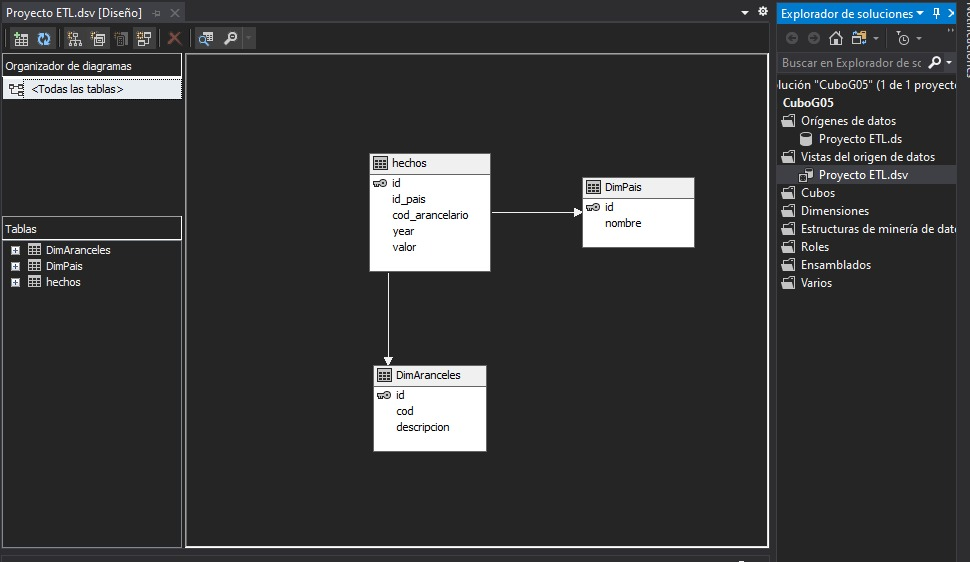 Proyecto ETL.dsv [Diseño]
Organizador de diagramas
<Todas las tablas>
Tablas
DimAranceles
DimPais
hechos
hechos
id
id_pais
cod_arancelario
year
valor
DimPais
id
nombre
DimAranceles
id
cod
descripcion
Explorador de soluciones
Buscar en Explorador de sc
lución "CuboG05" (1 de 1 proyecto
CuboG05
Orígenes de datos
Proyecto ETL.ds
Vistas del origen de datos
Proyecto ETL.dsv
Cubos
Dimensiones
Estructuras de minería de dato
Roles
Ensamblados
Varios
Notificaciones